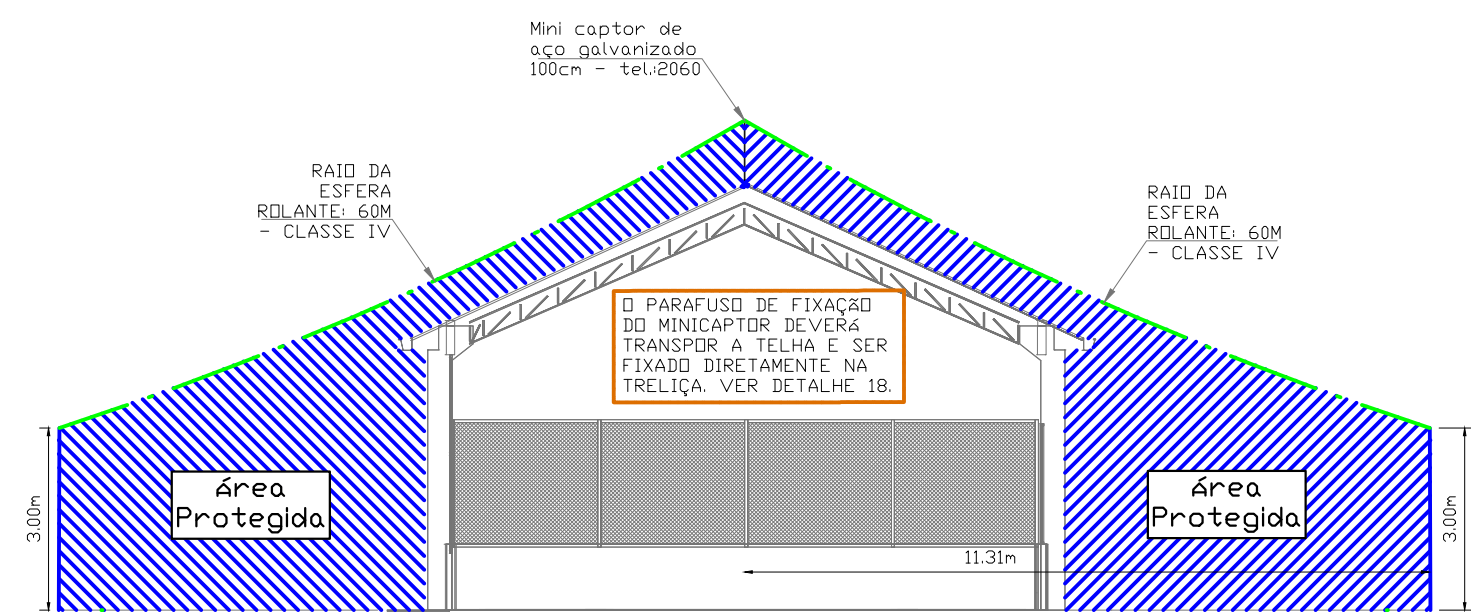 Mini captor de
aço galvanizado
100cm - tel.:2060
RAIO DA
ESFERA
ROLANTE: 60M
- CLASSE IV
RAIO DA
ESFERA
ROLANTE: 60M
- CLASSE IV
O PARAFUSO DE FIXAÇãO
DO MINICAPTOR DEVERá
TRANSPOR A TELHA E SER
FIXADO DIRETAMENTE NA
TRELIÇA. VER DETALHE 18.
Área
Protegida
Área
Protegida
3.00m
11.31m
3.00m